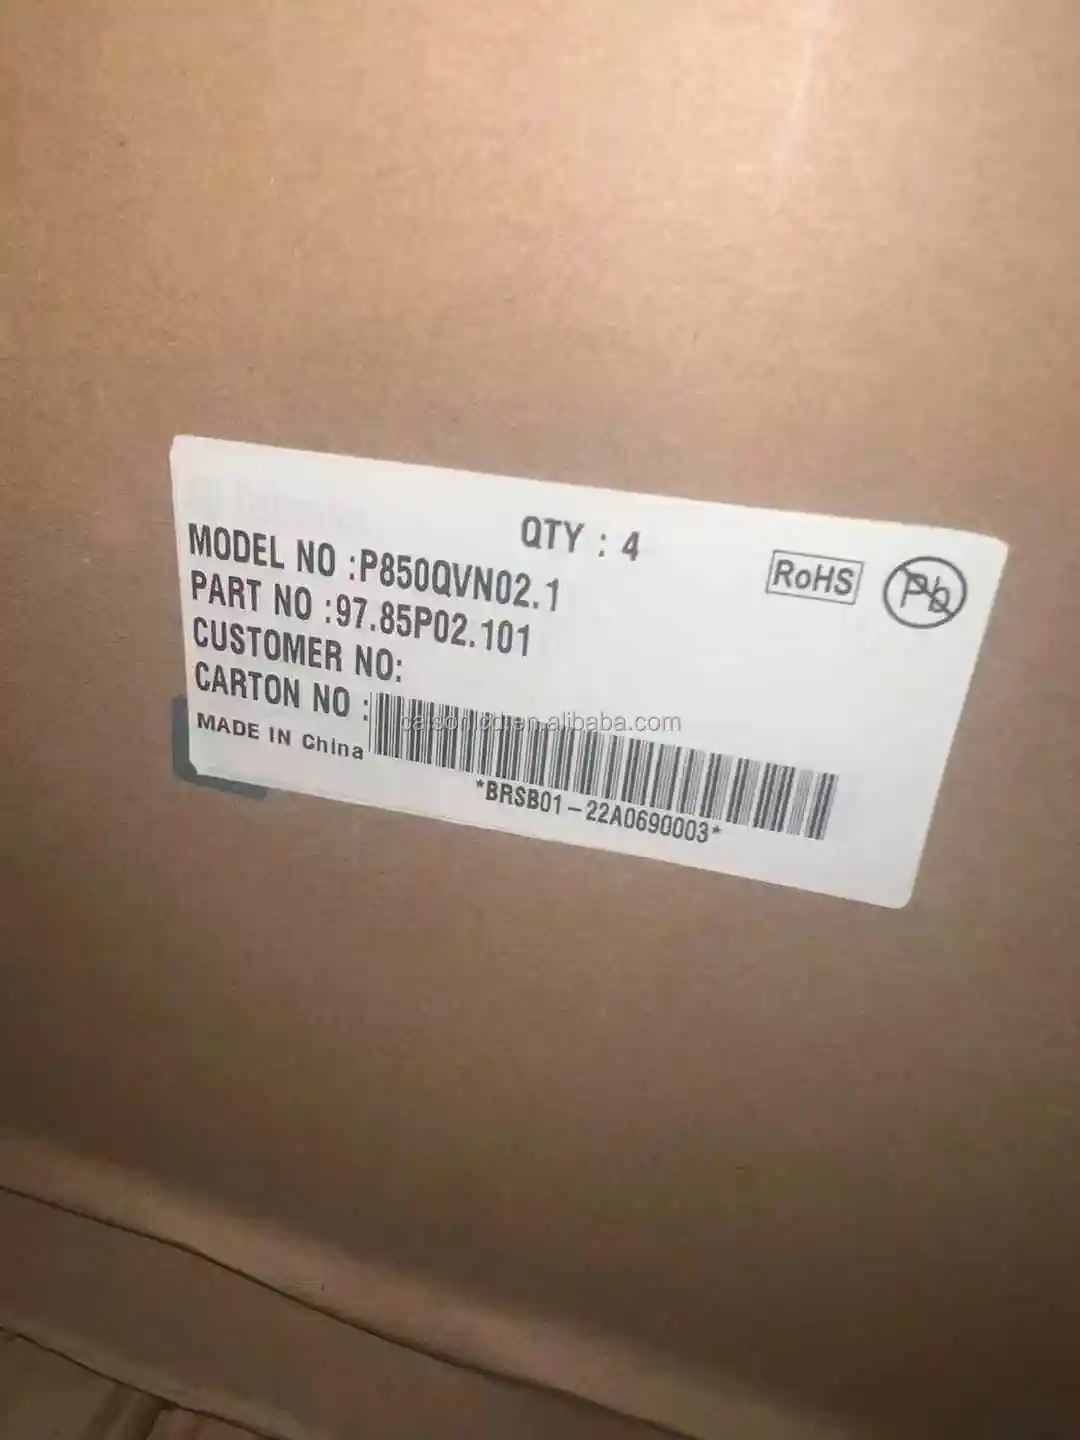 QTY : 4
MODEL NO :P850QVN02.1
RoHS
Pb
PART NO :97.85P02.101
CUSTOMER NO:
CARTON NO :
MADE IN China
*BRSB01-22A0690003*